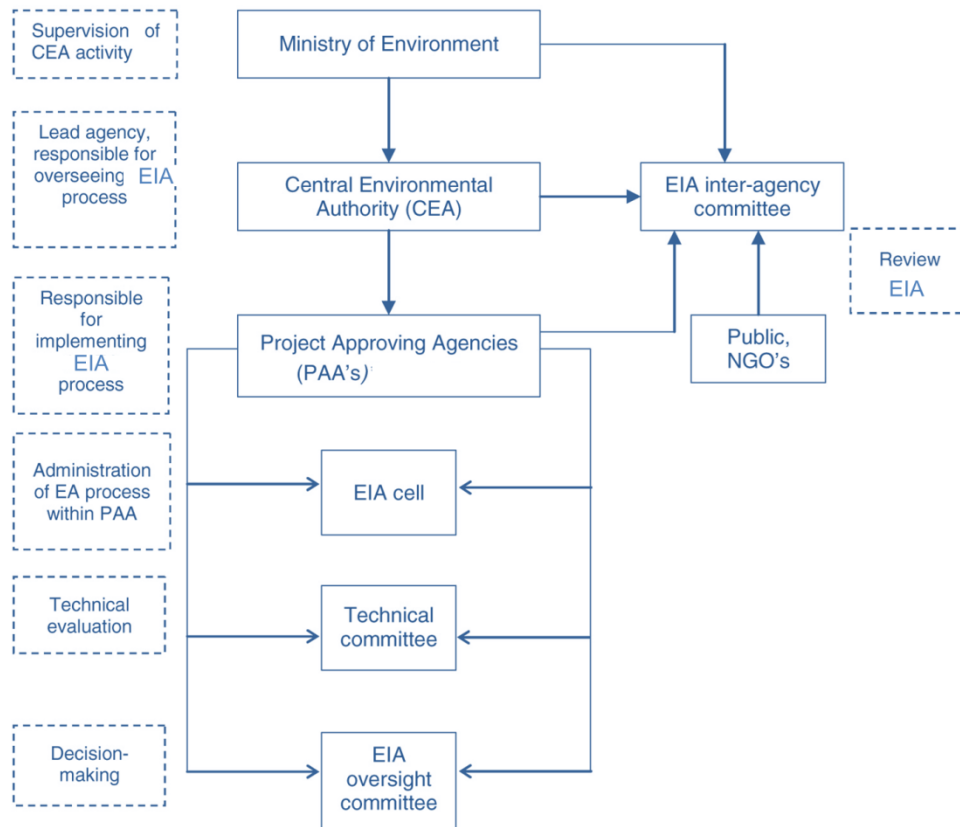 Supervision of
CEA activity
Ministry of Environment
Lead agency,
responsible for
overseeing EIA
process
Central Environmental
Authority (CEA)
EIA inter-agency
committee
Review
EIA
Responsible
for
implementing
EIA
process
Project Approving Agencies
(PAA's)
Public,
NGO's
Administration
of EA process
within PAA
EIA cell
Technical
evaluation
Technical
committee
Decision-
making
EIA
oversight
committee